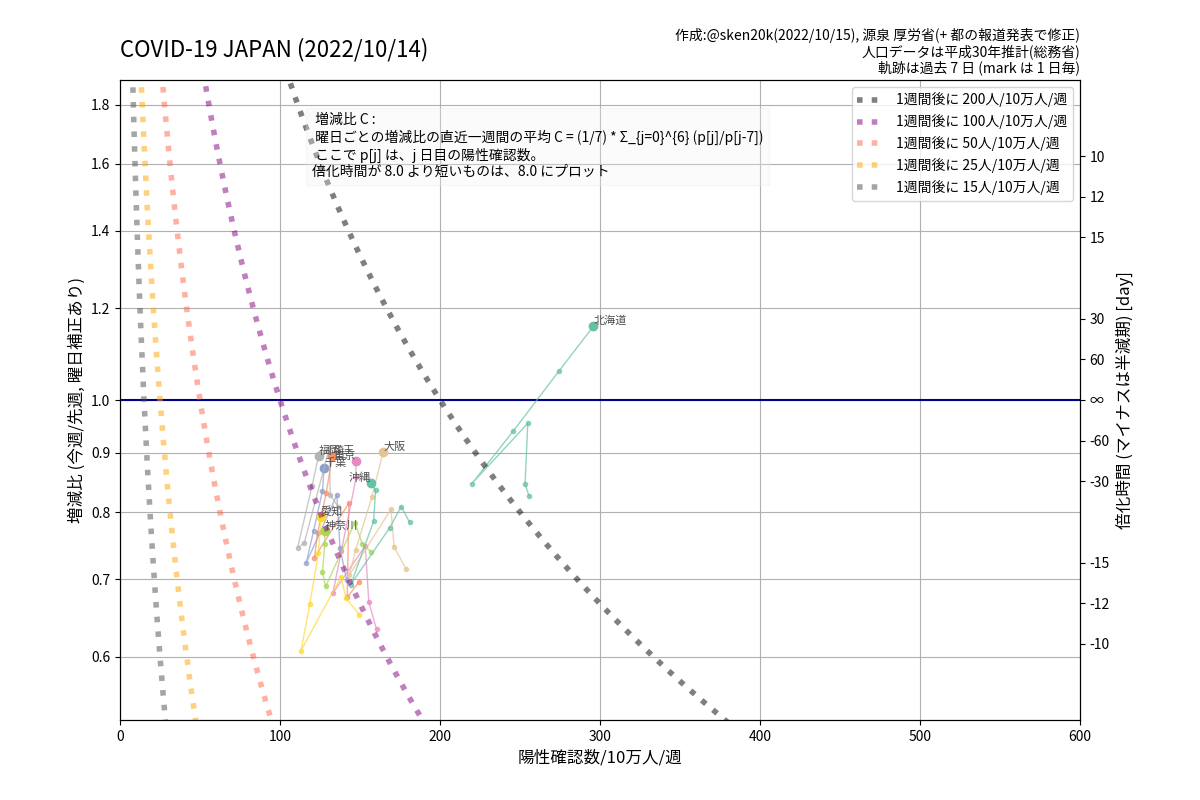 COVID-19 JAPAN (2022/10/14)
作成:@sken20k(2022/10/15), 源泉 厚労省(+ 都の報道発表で修正)
人口データは平成30年推計(総務省)
軌跡は過去 7 日 (mark は 1 日毎)
1週間後に 200人/10万人/週
1週間後に 100人/10万人/週
1週間後に 50人/10万人/週
1週間後に 25人/10万人/週
1週間後に 15人/10万人/週
増減比 C :
曜日ごとの増減比の直近一週間の平均 C = (1/7) * Σ_{j=0}^{6} (p[j]/p[j-7])
ここで p[j] は、j 日目の陽性確認数。
倍化時間が 8.0 より短いものは、8.0 にプロット
1.8
1.6
1.4
1.2
1.0
0.9
0.8
0.7
0.6
増減比 (今週/先週, 曜日補正あり)
10
12
15
30
60
∞
-60
-30
-15
-12
-10
倍化時間 (マイナスは半減期) [day]
北海道
大阪
福岡
千葉
沖縄
愛知
神奈川
0
100
200
300
400
500
600
陽性確認数/10万人/週